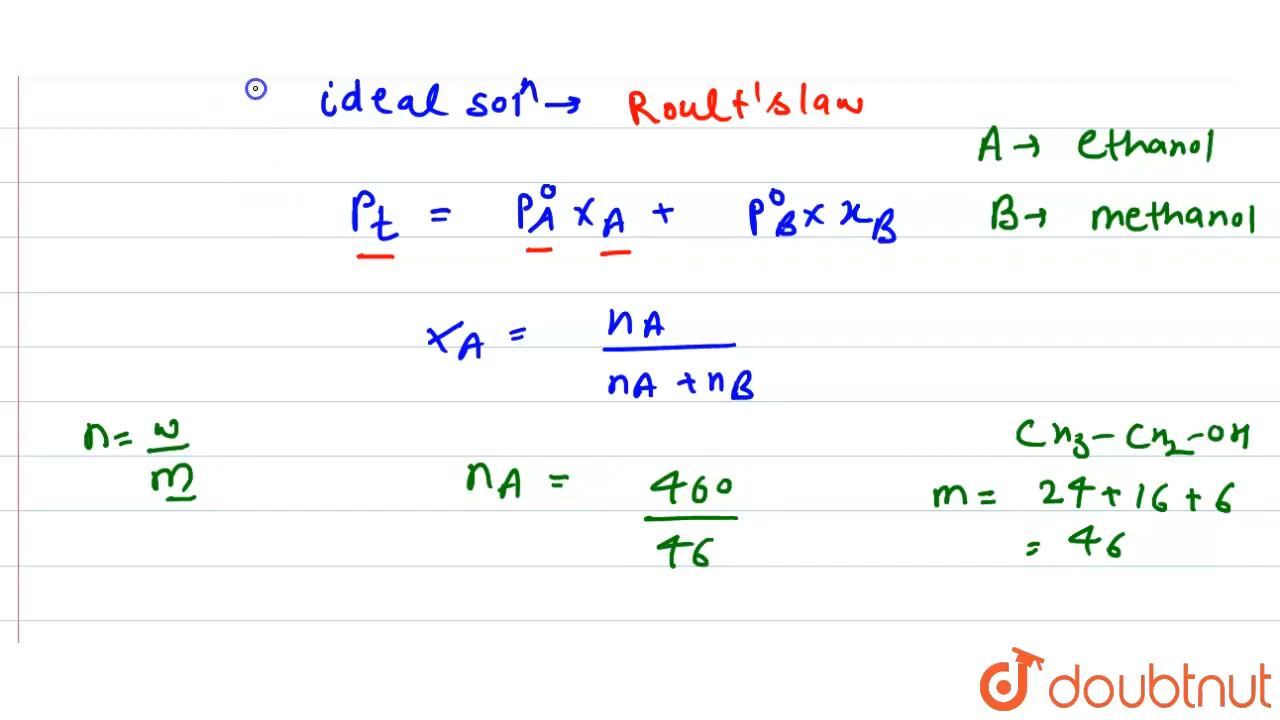 ideal solⁿ → Roult's law
A → ethanol
Pt = P°A × A + P°B × xB
B → methanol
xA = nA / nA + nB
n = w / m
CH3 – CH2 – OH
nA = 460 / 46
m = 24 + 16 + 6
= 46
doubtnut